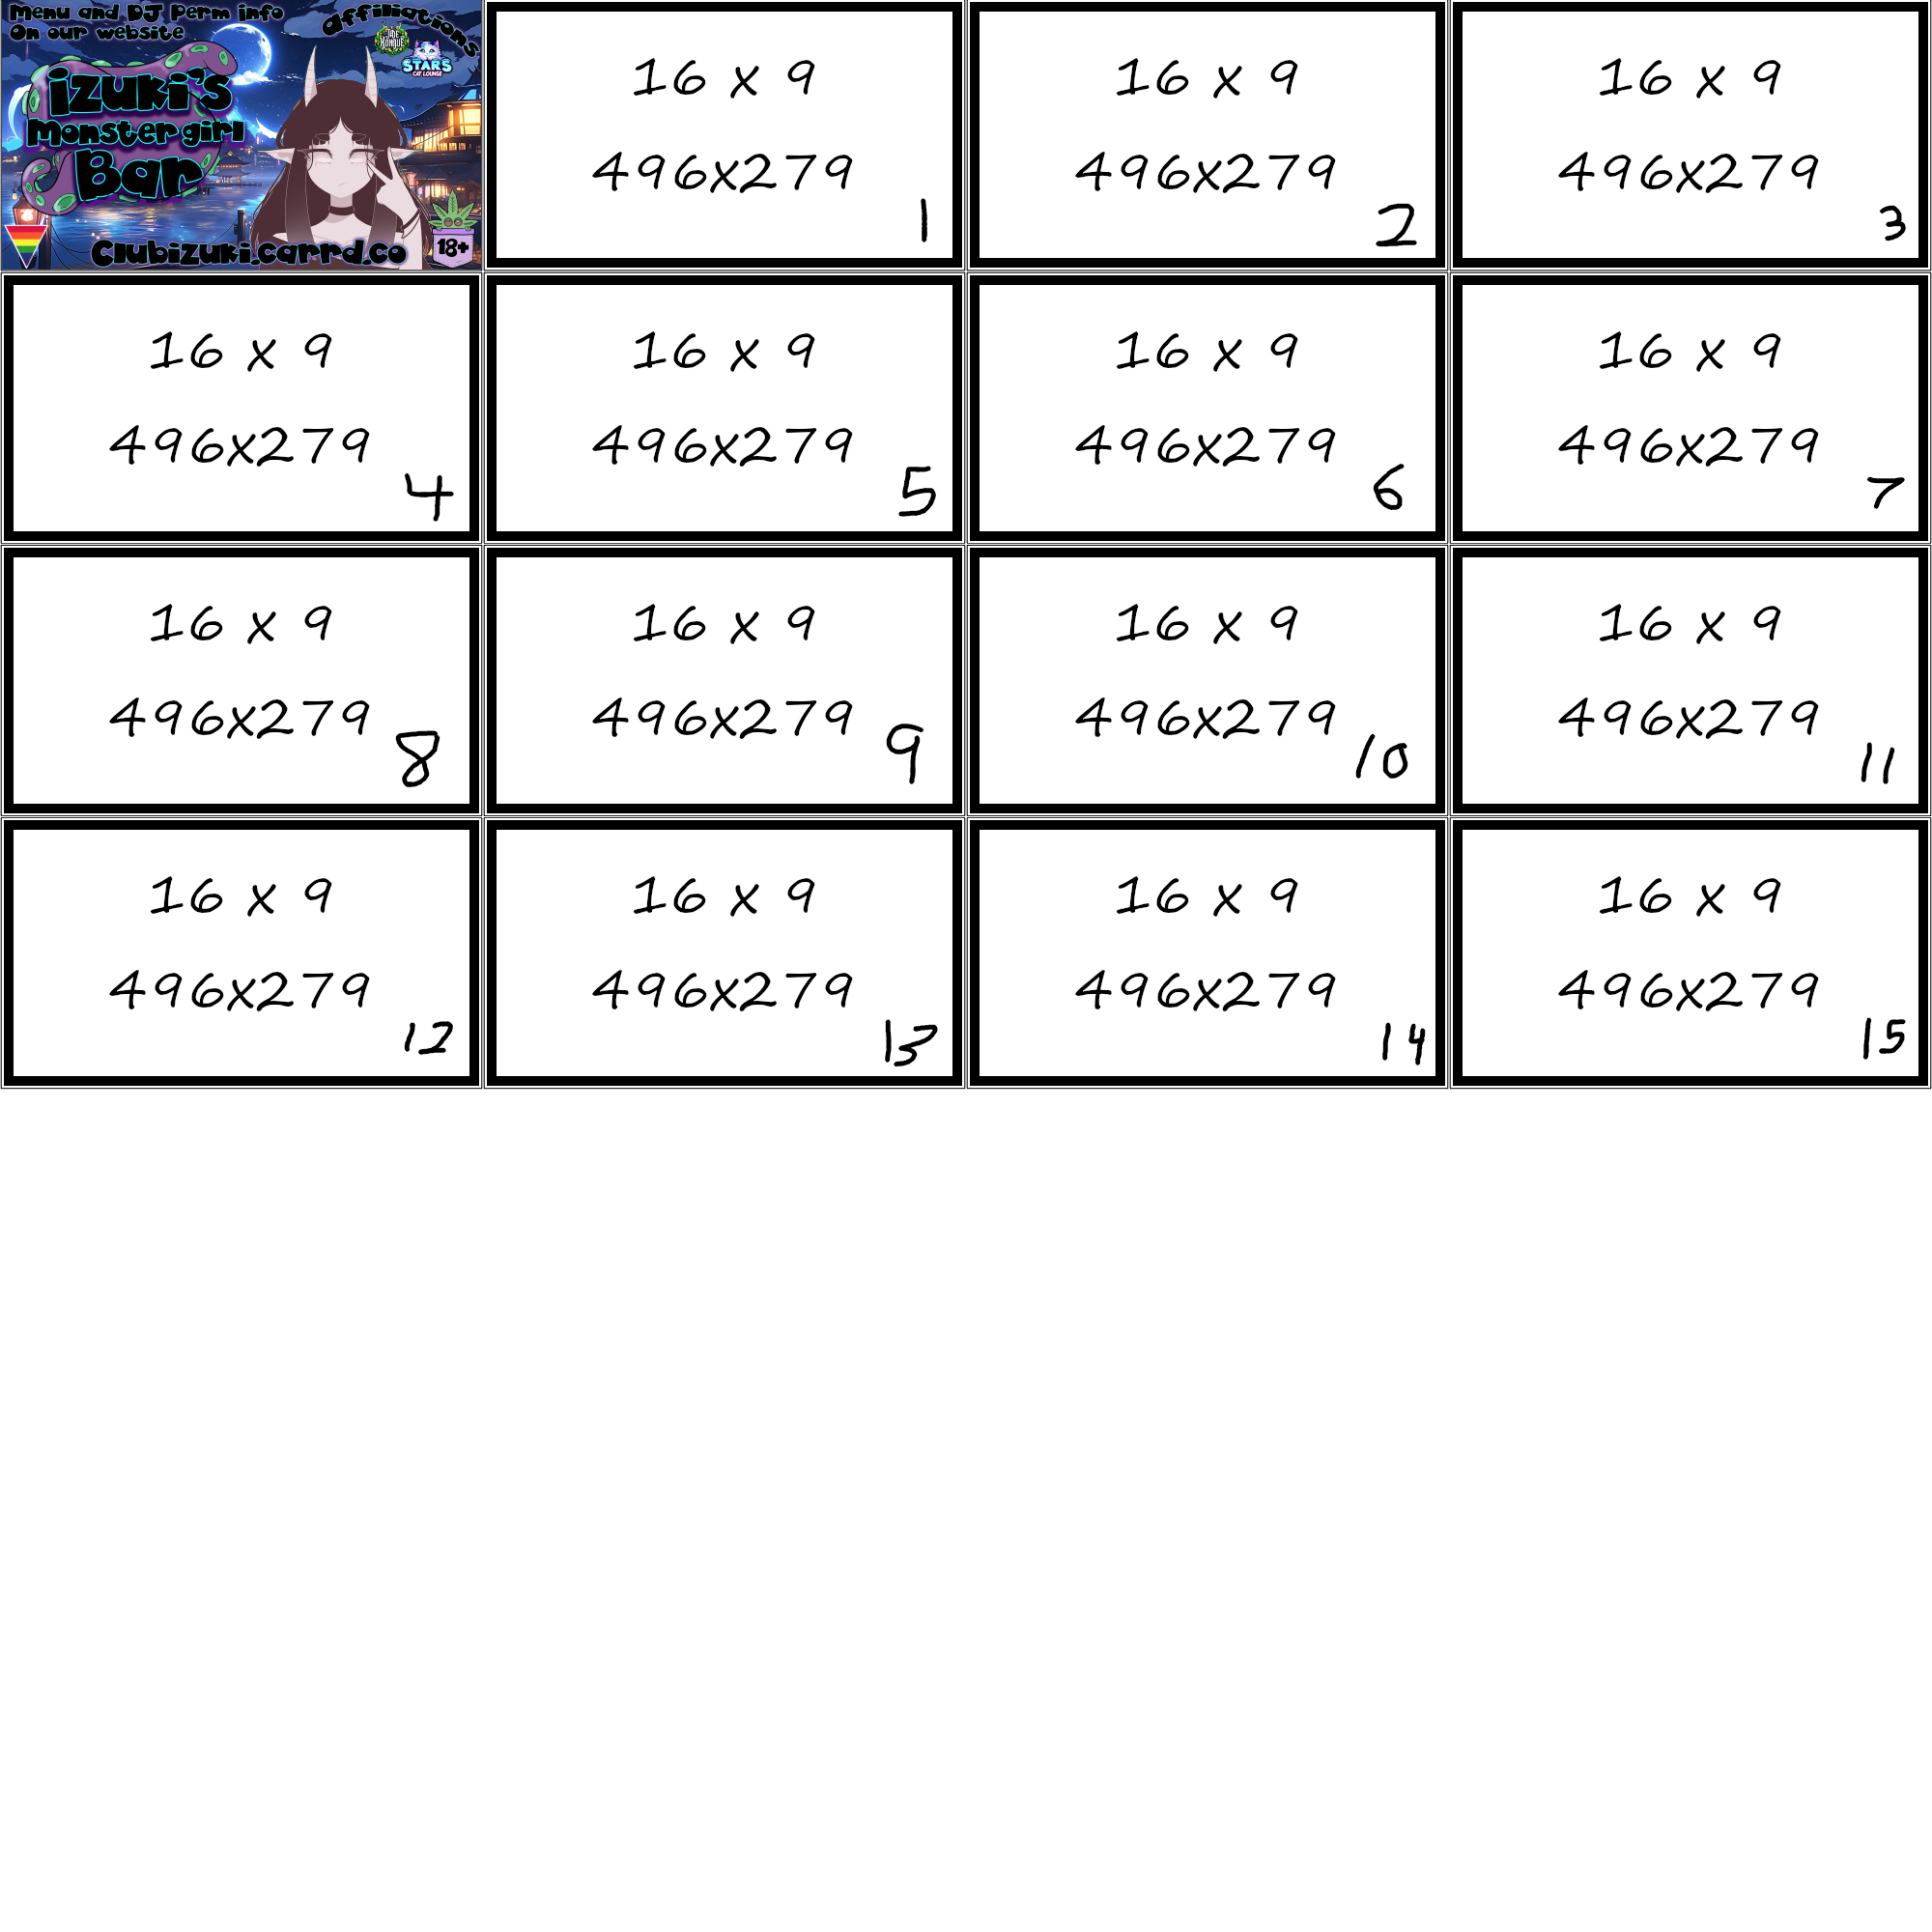 Menu and DJ Perm info
On our website
Affiliations
JADE
KONGUE
STARS
CAT LOUNGE
izuki's
Monster girl
Bar
18+
Clubizuki.carrd.co
16 x 9
496x279
1
16 x 9
496x279
2
16 x 9
496x279
3
16 x 9
496x279
4
16 x 9
496x279
5
16 x 9
496x279
6
16 x 9
496x279
7
16 x 9
496x279
8
16 x 9
496x279
9
16 x 9
496x279
10
16 x 9
496x279
11
16 x 9
496x279
12
16 x 9
496x279
13
16 x 9
496x279
14
16 x 9
496x279
15